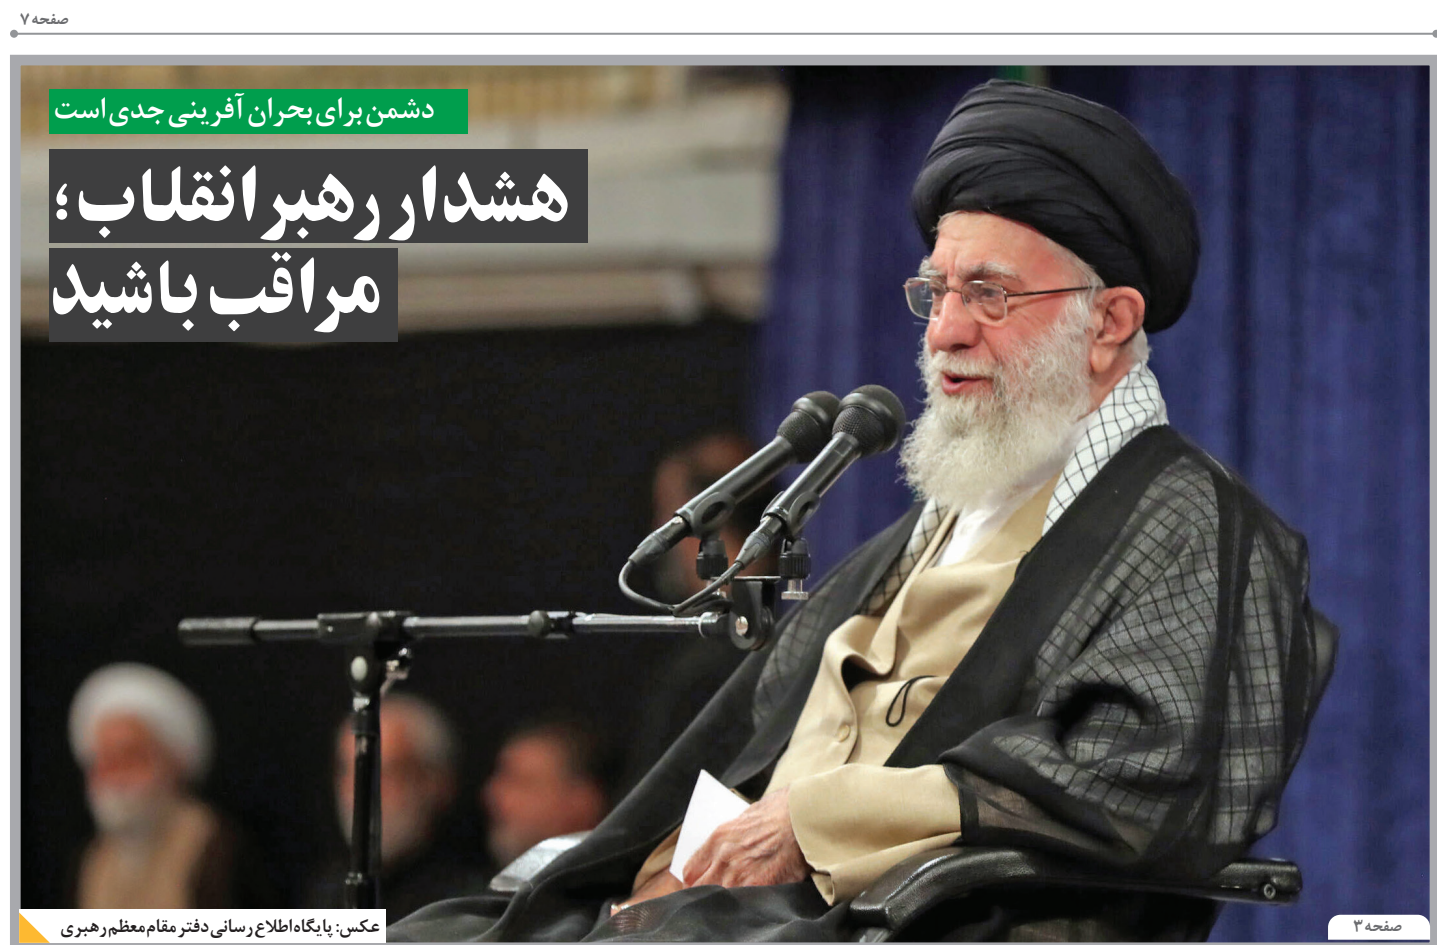 صفحه ۷
دشمن برای بحران آفرینی جدی است
هشدار رهبر انقلاب؛
مراقب باشید
عکس: پایگاه اطلاع رسانی دفتر مقام معظم رهبری
صفحه ۳